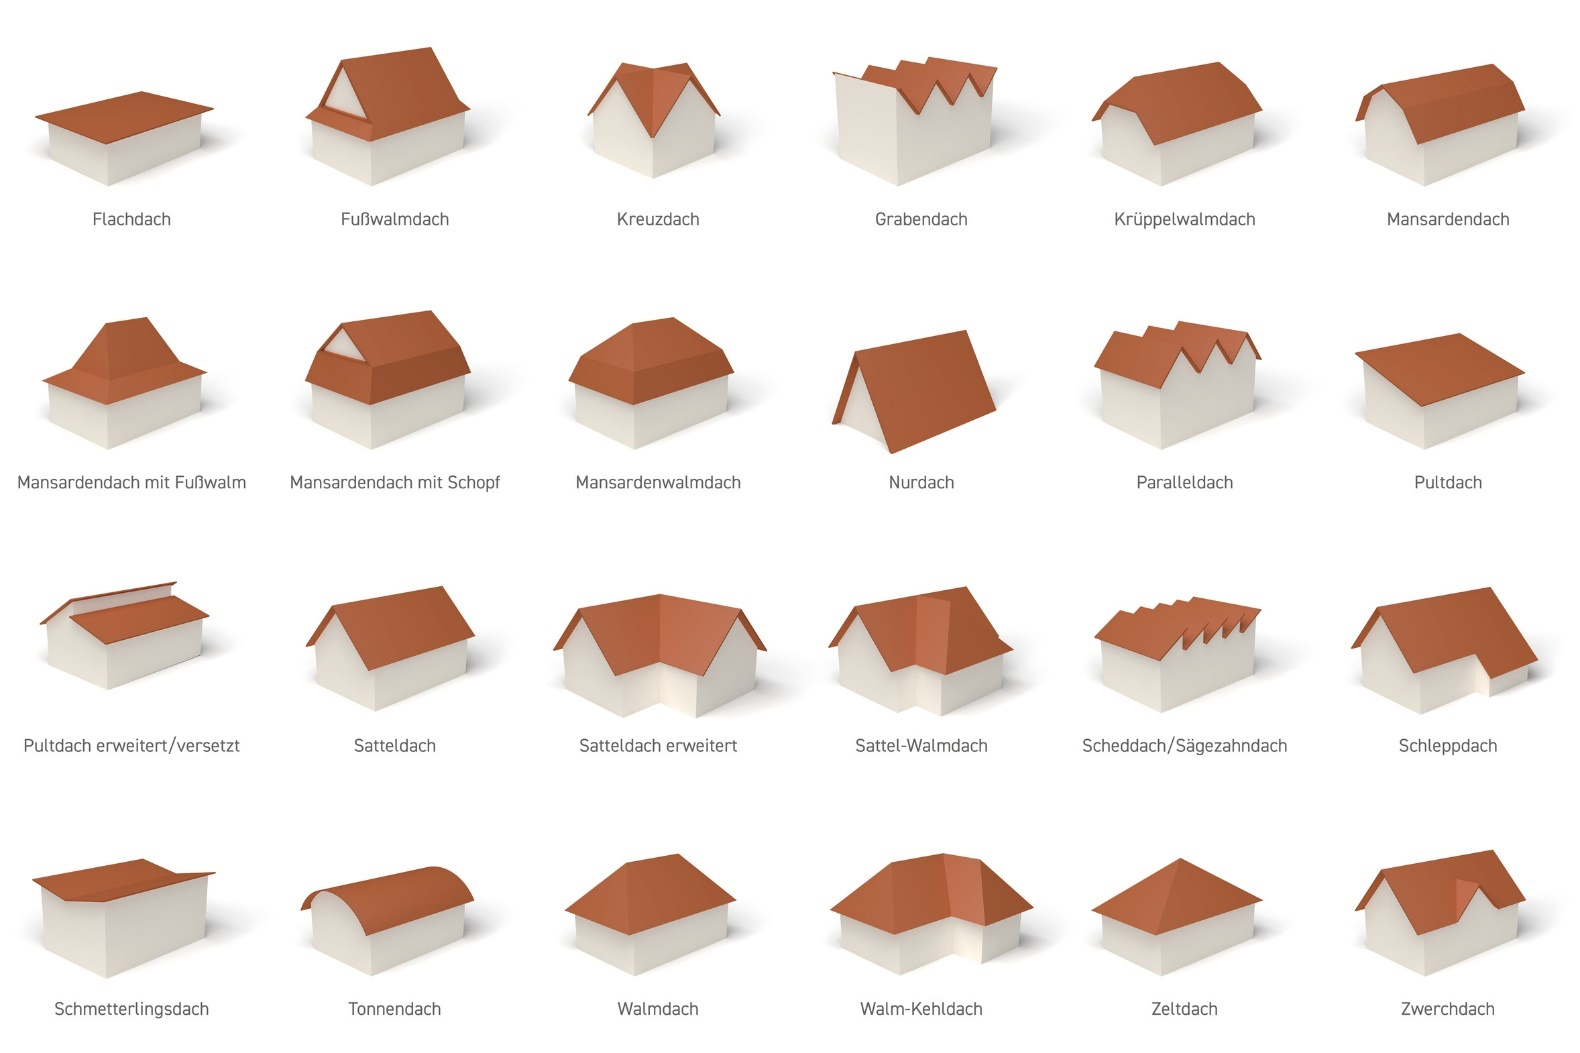 Flachdach
Fußwalmdach
Kreuzdach
Grabendach
Krüppelwalmdach
Mansardendach
Mansardendach mit Fußwalm
Mansardendach mit Schopf
Mansardenwalmdach
Nurdach
Paralleldach
Pultdach
Pultdach erweitert/versetzt
Satteldach
Satteldach erweitert
Sattel-Walmdach
Scheddach/Sägezahndach
Schleppdach
Schmetterlingsdach
Tonnendach
Walmdach
Walm-Kehldach
Zeltdach
Zwerchdach